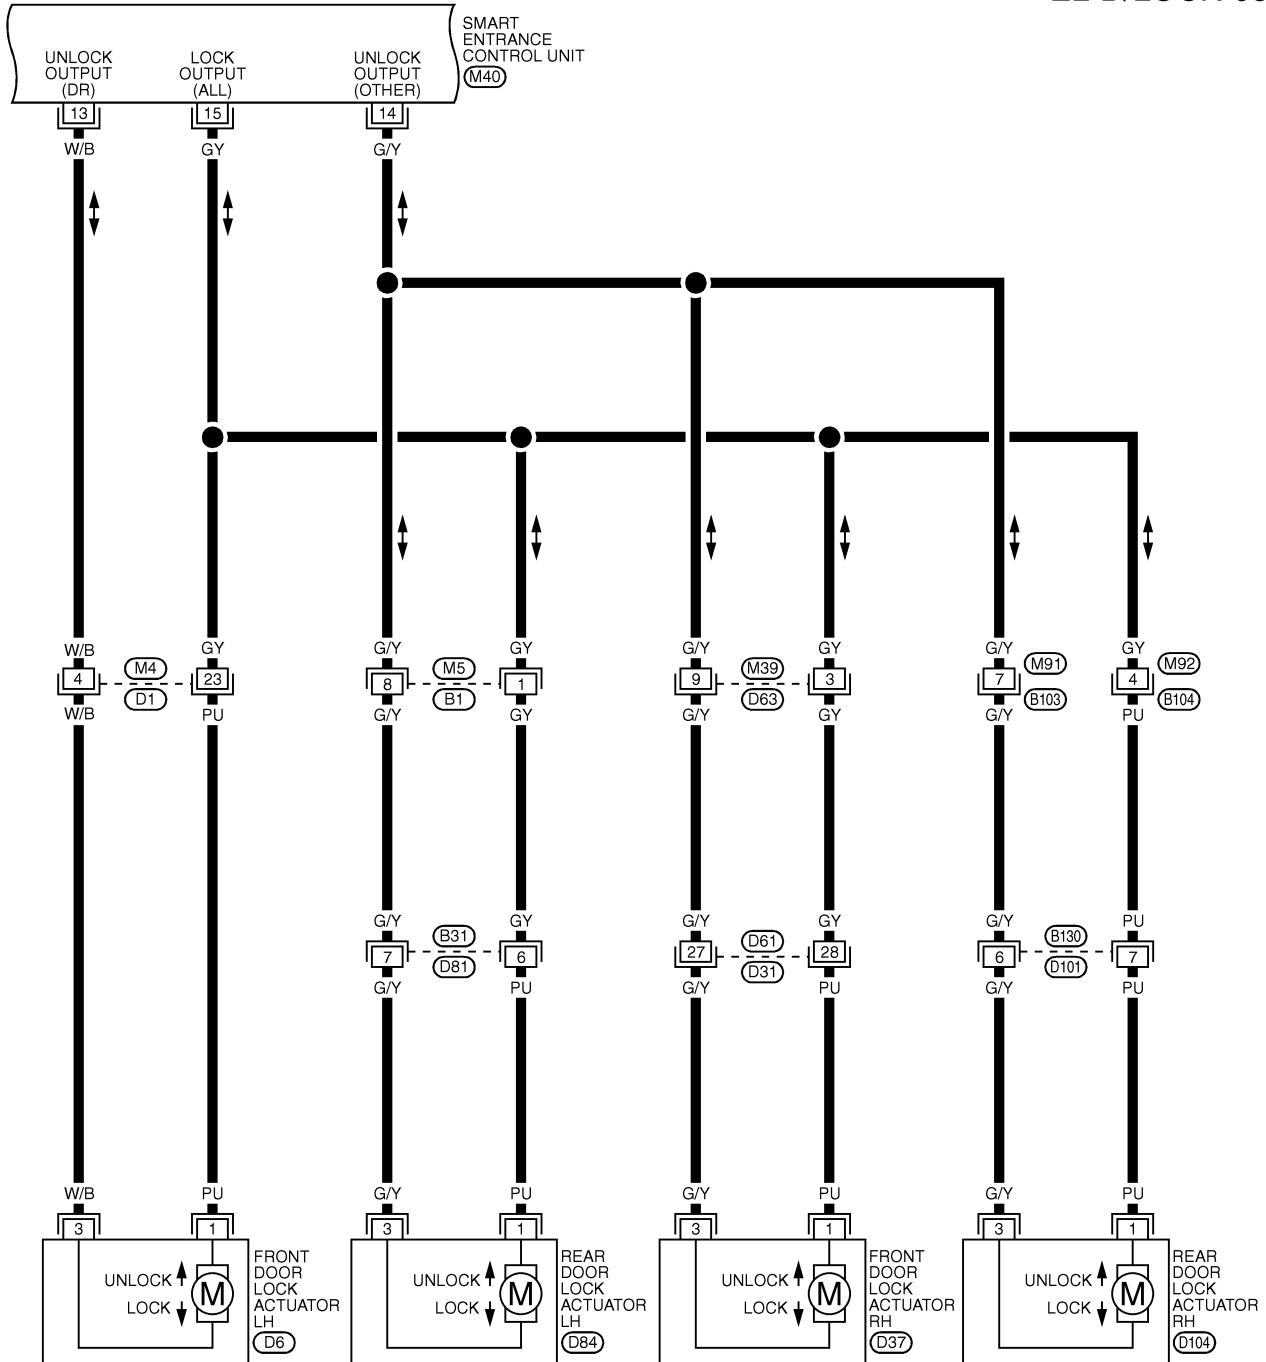 SMART
ENTRANCE
CONTROL UNIT
M40
UNLOCK
OUTPUT
(DR)
LOCK
OUTPUT
(ALL)
UNLOCK
OUTPUT
(OTHER)
13 15 14
W/B GY G/Y
W/B GY G/Y GY G/Y GY G/Y GY
4 M4 23 8 M5 1 9 M39 3 7 M91 4 M92
D1 B1 D63 B103 B104
W/B PU G/Y GY G/Y GY G/Y PU
G/Y GY G/Y GY G/Y PU
7 B31 6 27 D61 28 6 B130 7
D81 D31 D101
G/Y PU G/Y PU G/Y PU
W/B PU G/Y PU G/Y PU G/Y PU
3 1 3 1 3 1 3 1
UNLOCK
LOCK
M
FRONT
DOOR
LOCK
ACTUATOR
LH
D6
UNLOCK
LOCK
M
REAR
DOOR
LOCK
ACTUATOR
LH
D84
UNLOCK
LOCK
M
FRONT
DOOR
LOCK
ACTUATOR
RH
D37
UNLOCK
LOCK
M
REAR
DOOR
LOCK
ACTUATOR
RH
D104